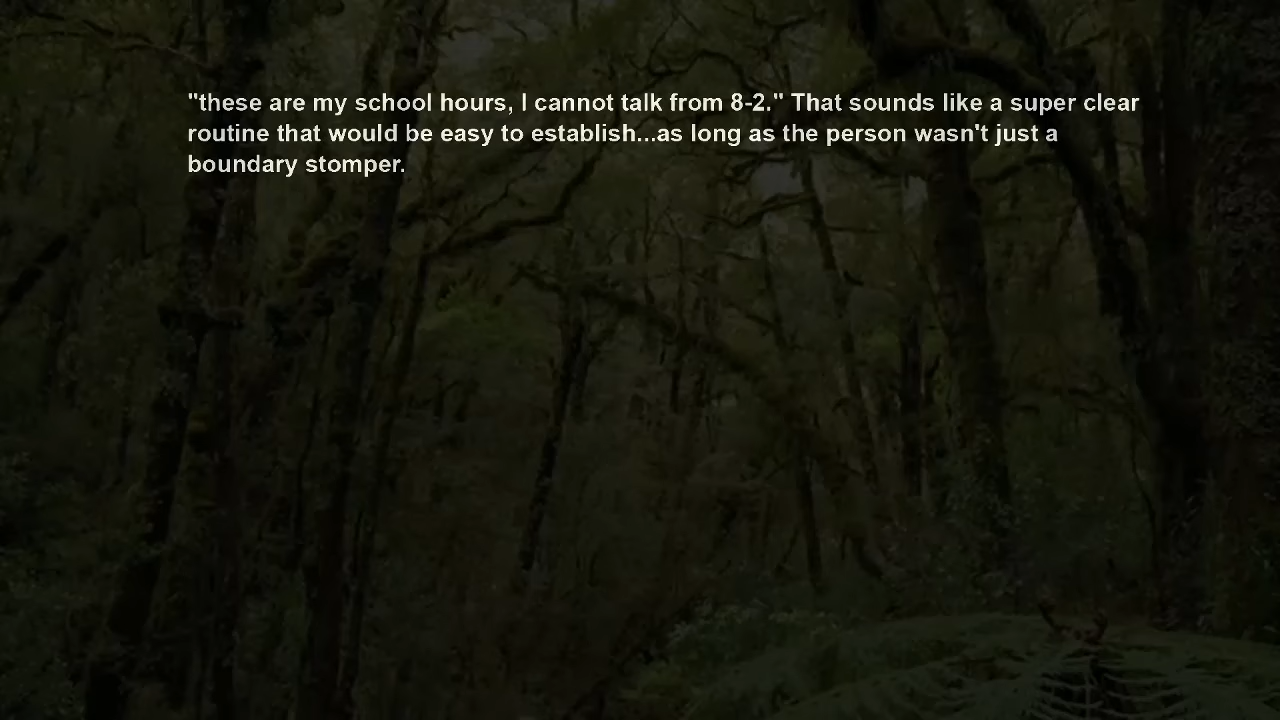 "these are my school hours, I cannot talk from 8-2." That sounds like a super clear
routine that would be easy to establish...as long as the person wasn't just a
boundary stomper.